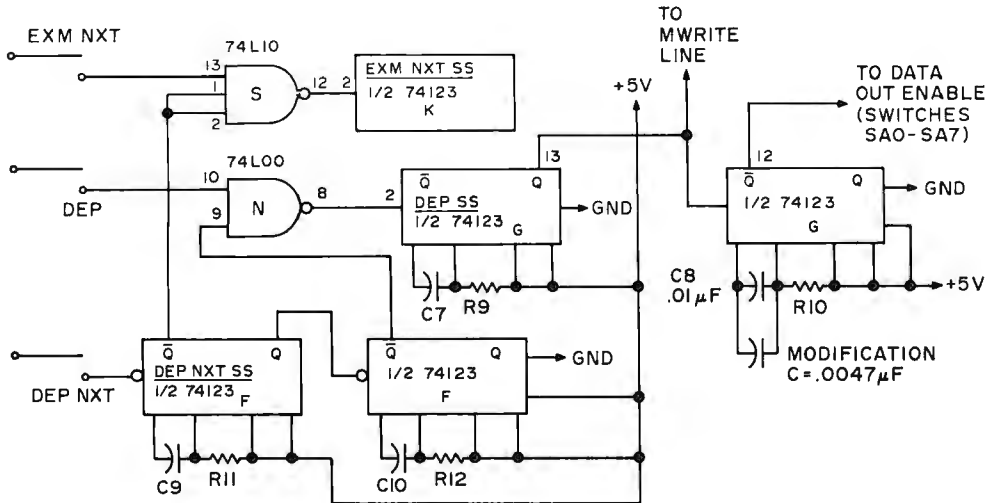 EXM NXT
74L10
13
1
2
S
12
2
EXM NXT SS
1/2 74123
K
TO
MWRITE
LINE
+5V
TO DATA
OUT ENABLE
(SWITCHES
SA0-SA7)
DEP
74L00
10
9
N
8
2
Q̅
Q
13
DEP SS
1/2 74123
G
GND
C7
R9
12
Q̅
Q
1/2 74123
G
GND
C8
.01µF
R10
+5V
MODIFICATION
C=.0047µF
DEP NXT
Q̅
Q
DEP NXT SS
1/2 74123
F
C9
R11
Q̅
Q
1/2 74123
F
GND
C10
R12